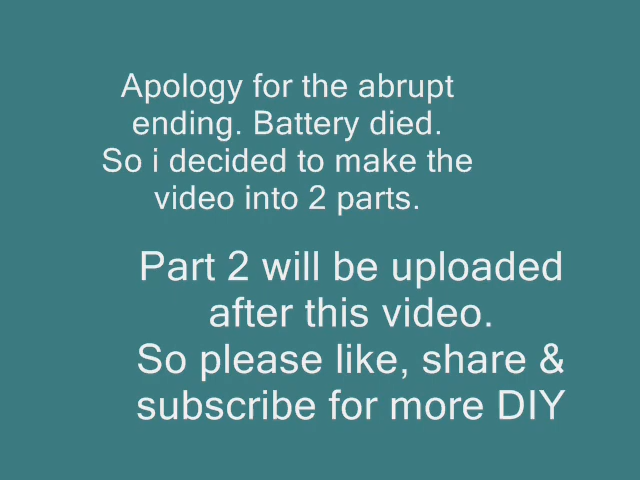 Apology for the abrupt
ending. Battery died.
So i decided to make the
video into 2 parts.
Part 2 will be uploaded
after this video.
So please like, share &
subscribe for more DIY